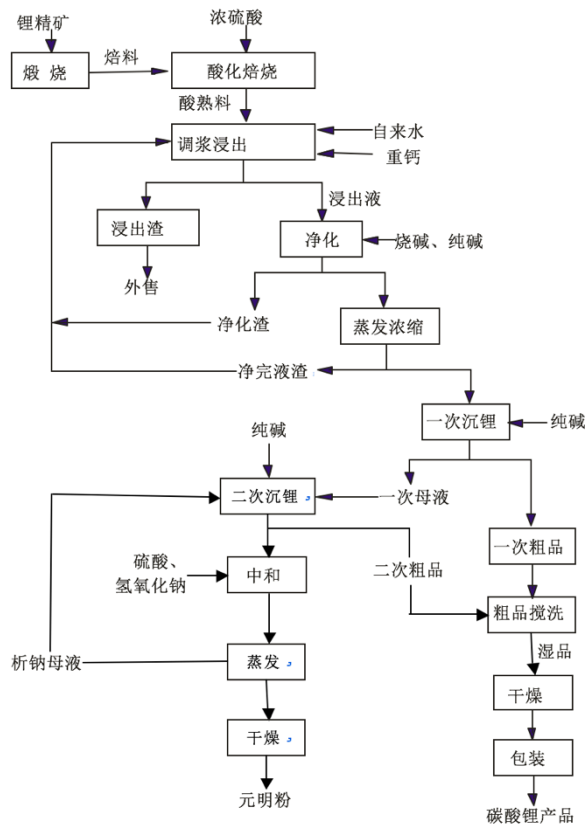 浓硫酸
锂精矿
煅 烧
焙料
酸化焙烧
酸熟料
调浆浸出
自来水
重钙
浸出液
浸出渣
净化
烧碱、纯碱
外售
净化渣
蒸发浓缩
净完液渣
一次沉锂
纯碱
纯碱
二次沉锂
一次母液
一次粗品
硫酸、
氢氧化钠
中和
二次粗品
粗品搅洗
湿品
析钠母液
蒸发
干燥
干燥
包装
元明粉
碳酸锂产品